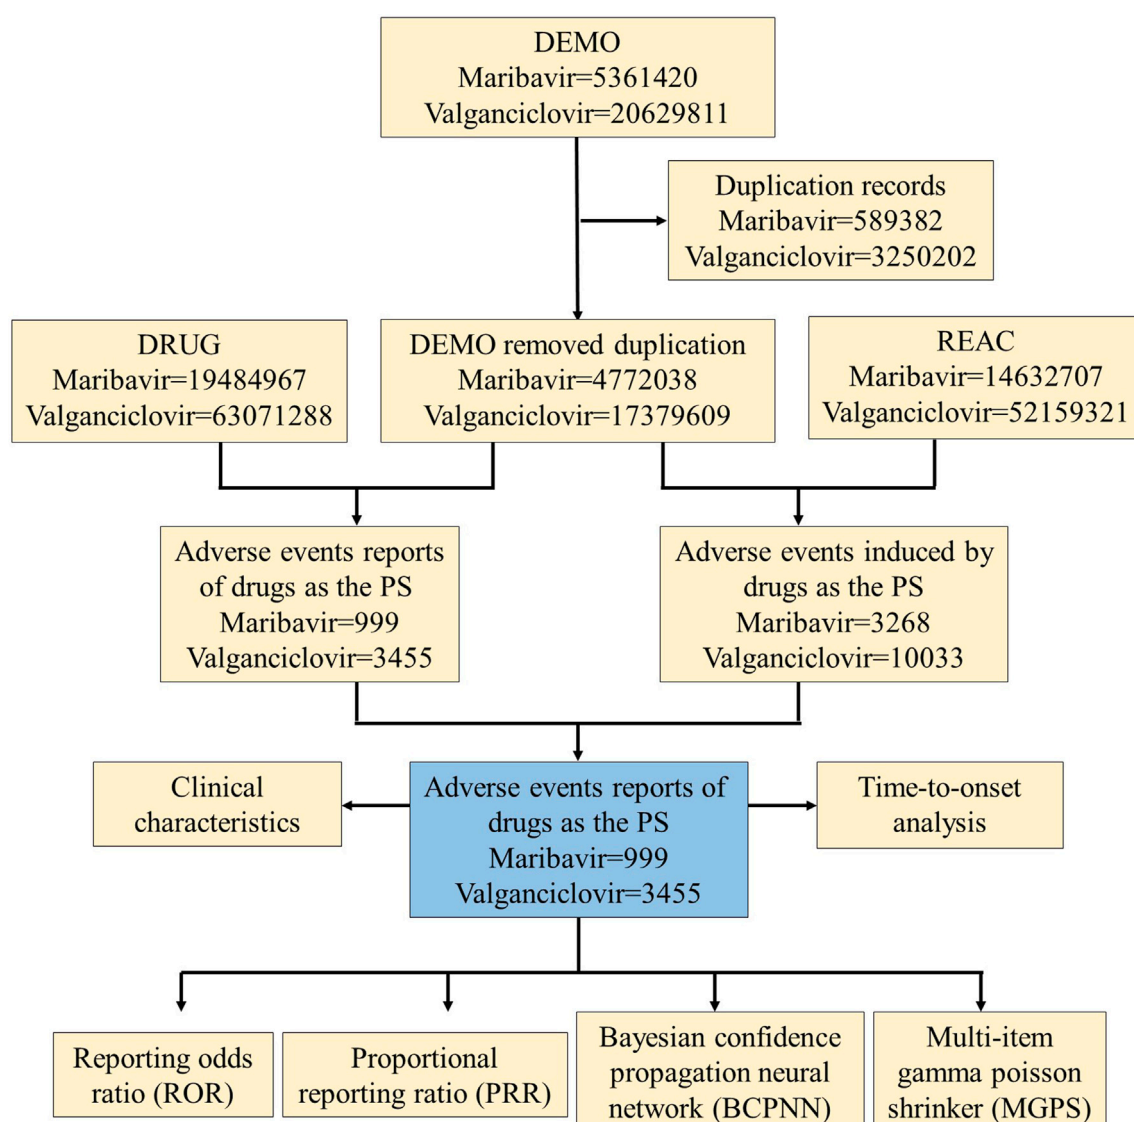 DEMO
Maribavir=5361420
Valganciclovir=20629811
Duplication records
Maribavir=589382
Valganciclovir=3250202
DRUG
Maribavir=19484967
Valganciclovir=63071288
DEMO removed duplication
Maribavir=4772038
Valganciclovir=17379609
REAC
Maribavir=14632707
Valganciclovir=52159321
Adverse events reports
of drugs as the PS
Maribavir=999
Valganciclovir=3455
Adverse events induced by
drugs as the PS
Maribavir=3268
Valganciclovir=10033
Clinical
characteristics
Adverse events reports of
drugs as the PS
Maribavir=999
Valganciclovir=3455
Time-to-onset
analysis
Reporting odds
ratio (ROR)
Proportional
reporting ratio (PRR)
Bayesian confidence
propagation neural
network (BCPNN)
Multi-item
gamma poisson
shrinker (MGPS)